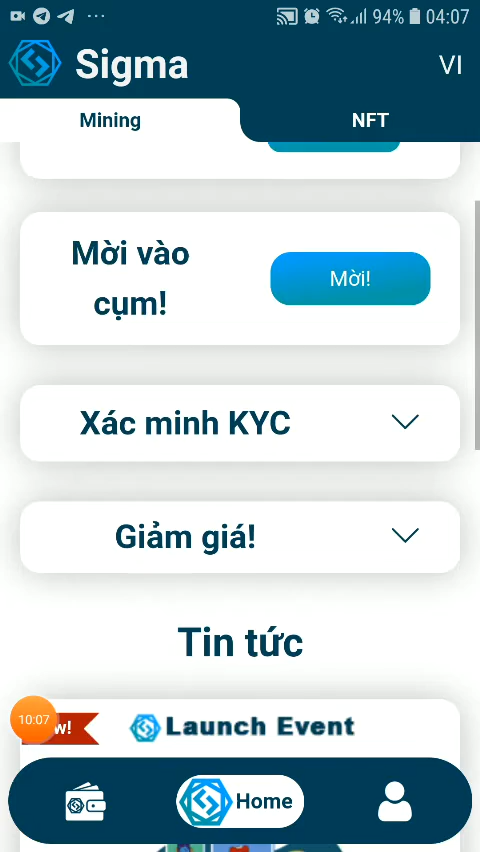 94% 04:07
Sigma
VI
Mining
NFT
Mời vào
cụm!
Mời!
Xác minh KYC
Giảm giá!
Tin tức
10:07
w!
Launch Event
Home